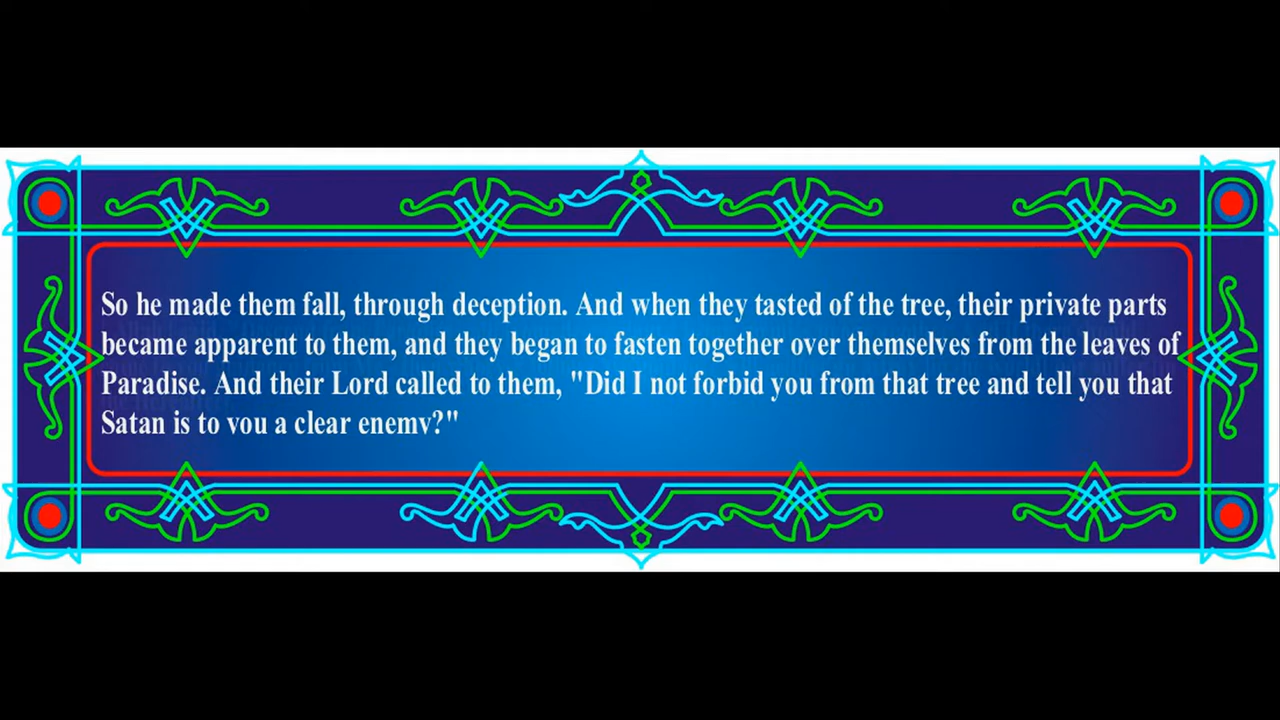 So he made them fall, through deception. And when they tasted of the tree, their private parts
became apparent to them, and they began to fasten together over themselves from the leaves of
Paradise. And their Lord called to them, "Did I not forbid you from that tree and tell you that
Satan is to you a clear enemy?"